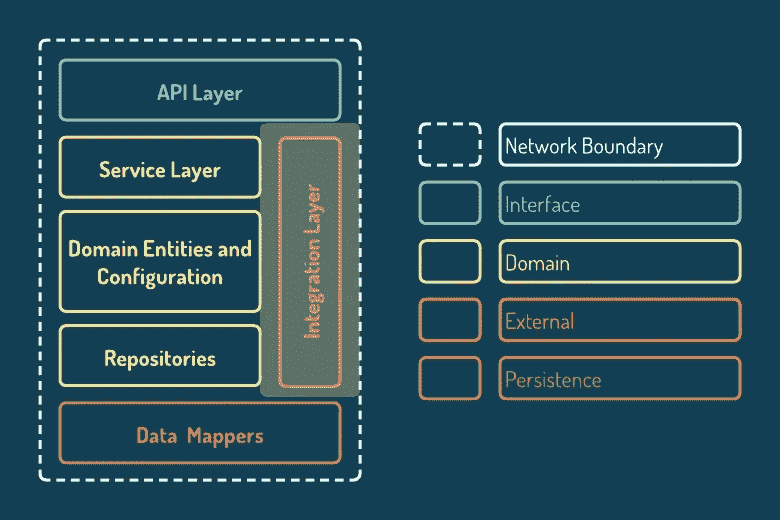 API Layer
Service Layer
Domain Entities and
Configuration
Repositories
Integration Layer
Data Mappers
Network Boundary
Interface
Domain
External
Persistence